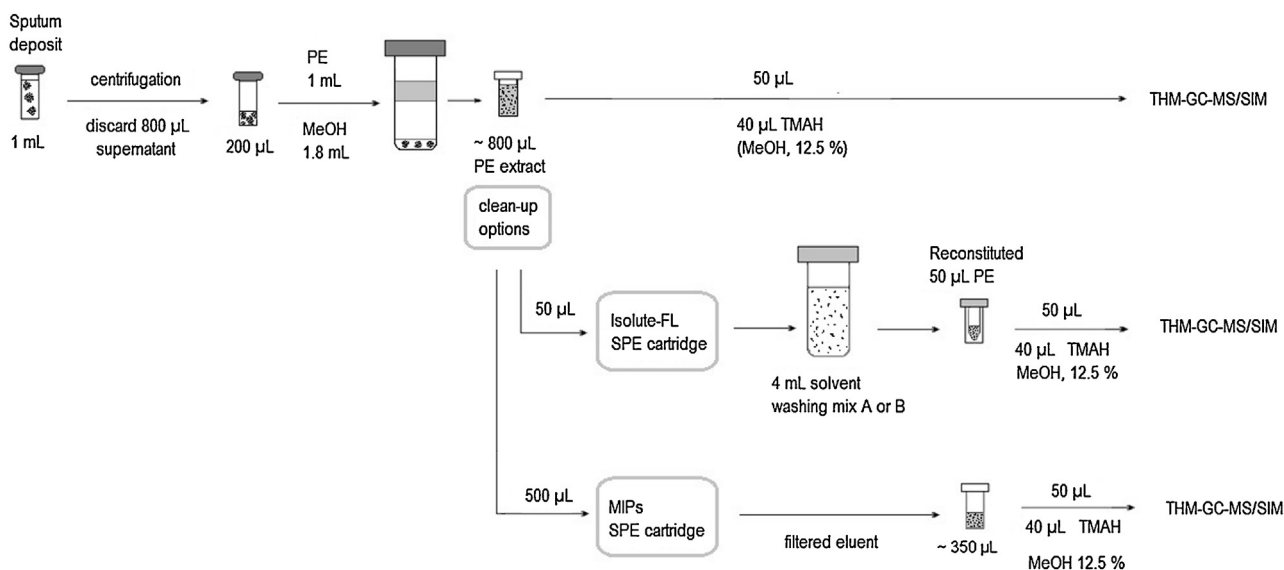 Sputum
deposit
1 mL
centrifugation
discard 800 µL
supernatant
200 µL
PE
1 mL
MeOH
1.8 mL
~ 800 µL
PE extract
50 µL
40 µL TMAH
(MeOH, 12.5 %)
THM-GC-MS/SIM
clean-up
options
50 µL
Isolute-FL
SPE cartridge
4 mL solvent
washing mix A or B
Reconstituted
50 µL PE
50 µL
40 µL TMAH
MeOH, 12.5 %
THM-GC-MS/SIM
500 µL
MIPs
SPE cartridge
filtered eluent
~ 350 µL
50 µL
40 µL TMAH
MeOH 12.5 %
THM-GC-MS/SIM